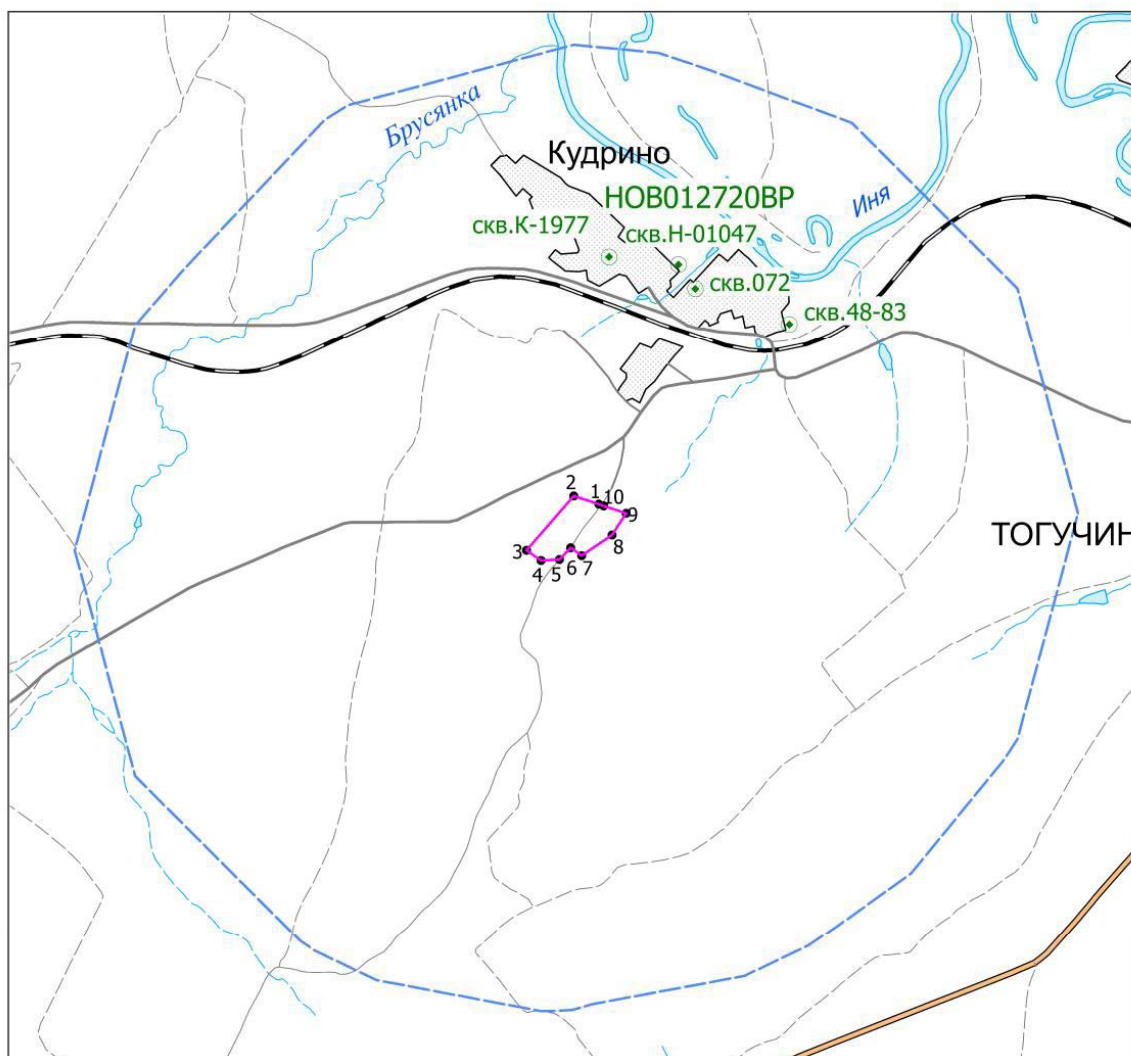 Брусянка
Кудрино
НОВ012720ВР
Иня
скв.К-1977
скв.Н-01047
скв.072
скв.48-83
2
1
10
9
3
8
4
5
6
7
ТОГУЧИН